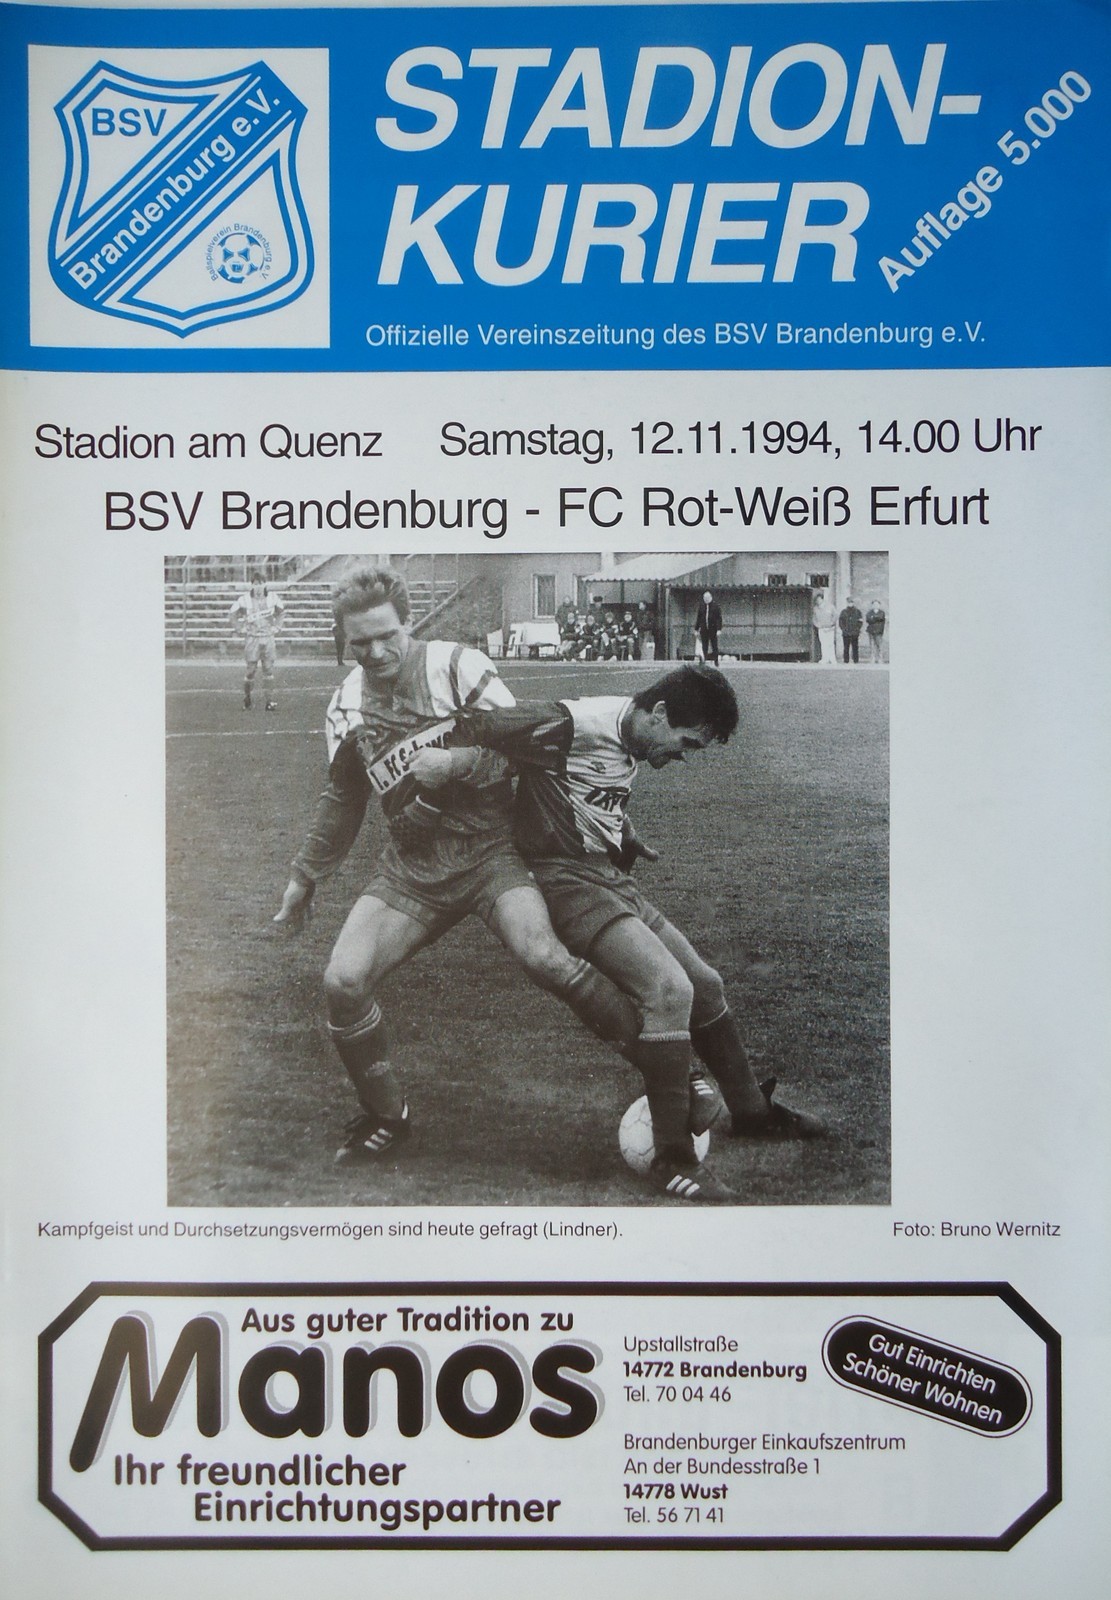 BSV
Brandenburg e.V.
Ballspielverein Brandenburg e.V.
STADION-
KURIER
Auflage 5.000
Offizielle Vereinszeitung des BSV Brandenburg e.V.
Stadion am Quenz Samstag, 12.11.1994, 14.00 Uhr
BSV Brandenburg - FC Rot-Weiß Erfurt
Kampfgeist und Durchsetzungsvermögen sind heute gefragt (Lindner). Foto: Bruno Wernitz
Aus guter Tradition zu
Manos
Ihr freundlicher
Einrichtungspartner
Upstallstraße
14772 Brandenburg
Tel. 70 04 46
Brandenburger Einkaufszentrum
An der Bundesstraße 1
14778 Wust
Tel. 56 71 41
Gut Einrichten
Schöner Wohnen